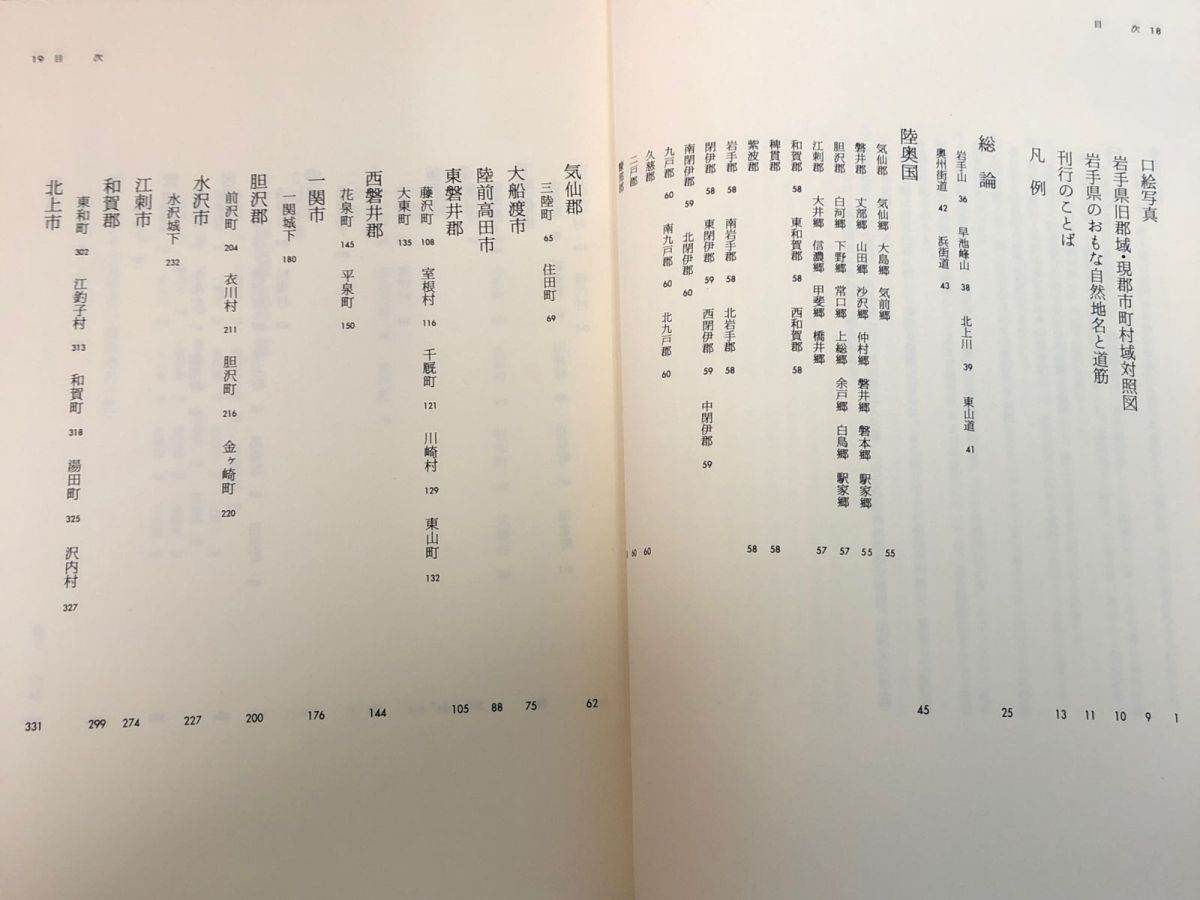 目 次 18
口絵写真 1
岩手県旧郡域・現郡市町村域対照図 9
岩手県のおもな自然地名と道筋 10
刊行のことば 11
凡例 13
総論 25
岩手山 36 早池峰山 38 北上川 39 東山道 41
奥州街道 42 浜街道 43
陸奥国 45
気仙郡 気仙郷 大島郷 気前郷 55
磐井郡 丈部郷 山田郷 沙沢郷 仲村郷 磐井郷 磐本郷 駅家郷 55
胆沢郡 白河郷 下野郷 常口郷 上総郷 余戸郷 白鳥郷 駅家郷 57
江刺郡 大井郷 信濃郷 甲斐郷 橋井郷 57
和賀郡 58 東和賀郡 58 西和賀郡 58
稗貫郡 58
紫波郡 58
岩手郡 58 南岩手郡 58 北岩手郡 58
閉伊郡 58 東閉伊郡 59 西閉伊郡 59 中閉伊郡 59
南閉伊郡 59 北閉伊郡 60
九戸郡 60 南九戸郡 60 北九戸郡 60
久慈郡 60
二戸郡 60
目 次 19
気仙郡 62
三陸町 65 住田町 69
大船渡市 75
陸前高田市 88
東磐井郡 105
藤沢町 108 室根村 116 千厩町 121 川崎村 129 東山町 132
大東町 135
西磐井郡 144
花泉町 145 平泉町 150
一関市 176
一関城下 180
胆沢郡 200
前沢町 204 衣川村 211 胆沢町 216 金ヶ崎町 220
水沢市 227
水沢城下 232
江刺市 274
和賀郡 299
東和町 302 江釣子村 313 和賀町 318 湯田町 325 沢内村 327
北上市 331